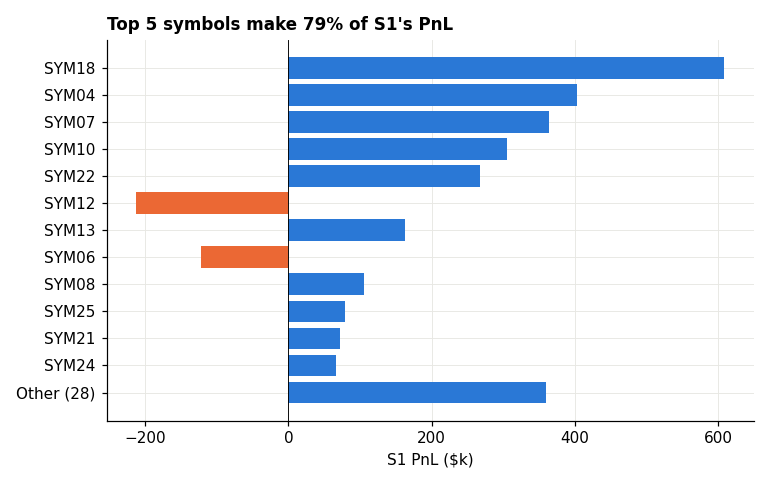 Top 5 symbols make 79% of S1's PnL
SYM18
SYM04
SYM07
SYM10
SYM22
SYM12
SYM13
SYM06
SYM08
SYM25
SYM21
SYM24
Other (28)
−200 0 200 400 600
S1 PnL ($k)